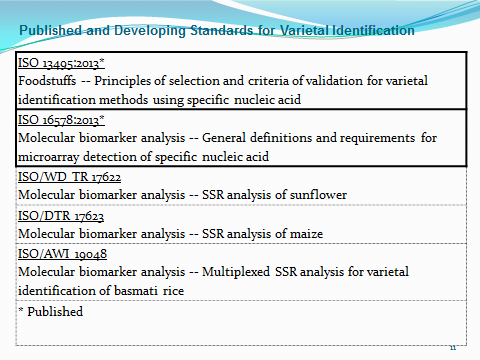 Published and Developing Standards for Varietal Identification
ISO 13495:2013*
Foodstuffs -- Principles of selection and criteria of validation for varietal
identification methods using specific nucleic acid
ISO 16578:2013*
Molecular biomarker analysis -- General definitions and requirements for
microarray detection of specific nucleic acid
ISO/WD TR 17622
Molecular biomarker analysis -- SSR analysis of sunflower
ISO/DTR 17623
Molecular biomarker analysis -- SSR analysis of maize
ISO/AWI 19048
Molecular biomarker analysis -- Multiplexed SSR analysis for varietal
identification of basmati rice
* Published
11